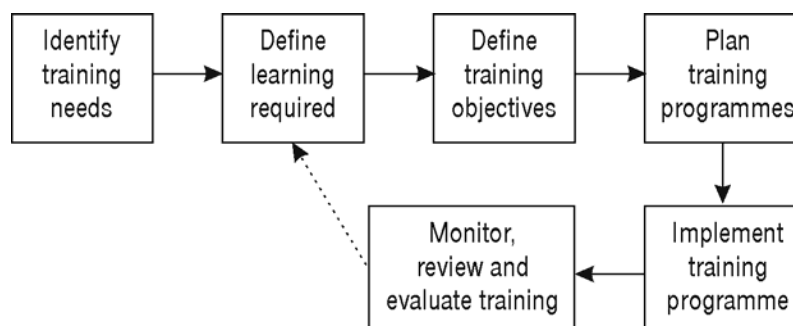 Identify
training
needs
Define
learning
required
Define
training
objectives
Plan
training
programmes
Implement
training
programme
Monitor,
review and
evaluate training